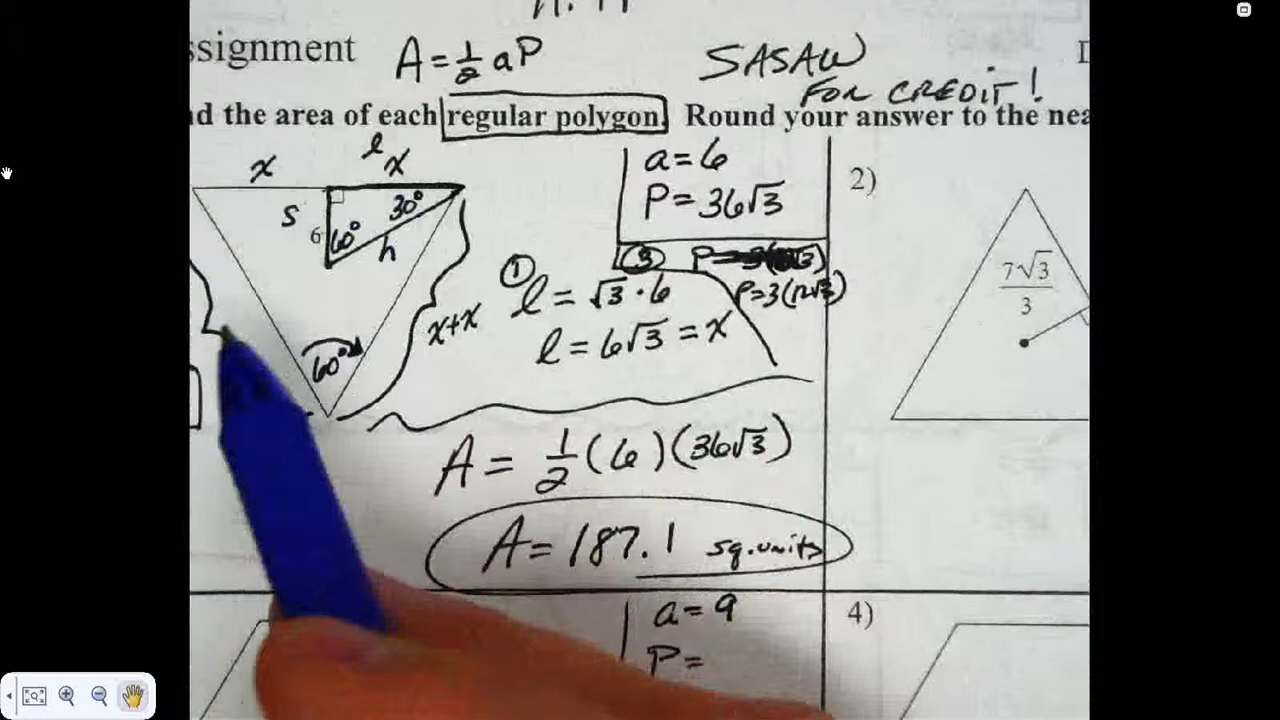 ssignment
A = 1/2 aP
SASAW
FOR CREDIT!
nd the area of each regular polygon. Round your answer to the nea
x
l
x
S
6
60°
30°
h
x+x
60°
a = 6
P = 36√3
3
P = 3(12√3)
1
l = √3 · 6
l = 6√3 = x
A = 1/2 (6)(36√3)
A = 187.1 sq. units
2)
7√3
3
a = 9
P =
4)